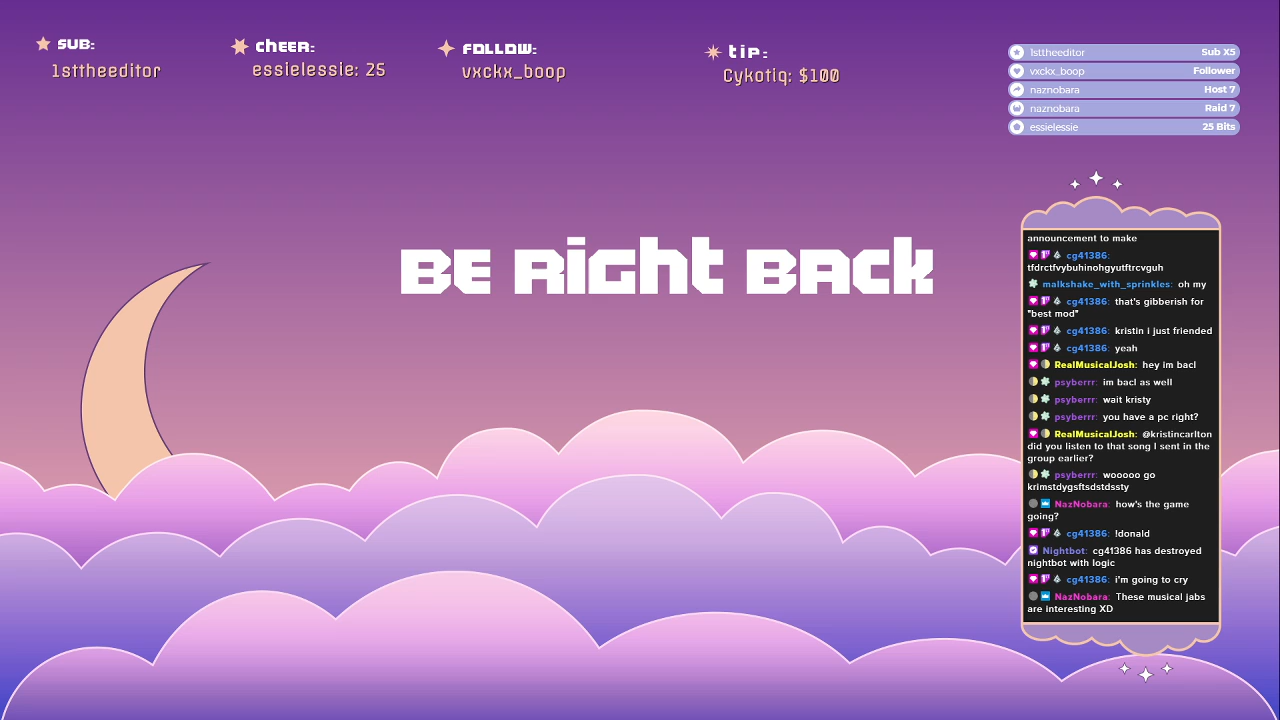 SUB:
1sttheeditor
CHEER:
essielessie: 25
FOLLOW:
vxckx_boop
tip:
Cykotiq: $100
1sttheeditor Sub X5
vxckx_boop Follower
naznobara Host 7
naznobara Raid 7
essielessie 25 Bits
BE Right BACk
announcement to make
cg41386:
tfdrctfvybuhinohgyutftrcvguh
malkshake_with_sprinkles: oh my
cg41386: that's gibberish for
"best mod"
cg41386: kristin i just friended
cg41386: yeah
RealMusicalJosh: hey im bacl
psyberrr: im bacl as well
psyberrr: wait kristy
psyberrr: you have a pc right?
RealMusicalJosh: @kristincarlton
did you listen to that song I sent in the
group earlier?
psyberrr: wooooo go
krimstdygsftsdstdssty
NazNobara: how's the game
going?
cg41386: !donald
Nightbot: cg41386 has destroyed
nightbot with logic
cg41386: i'm going to cry
NazNobara: These musical jabs
are interesting XD